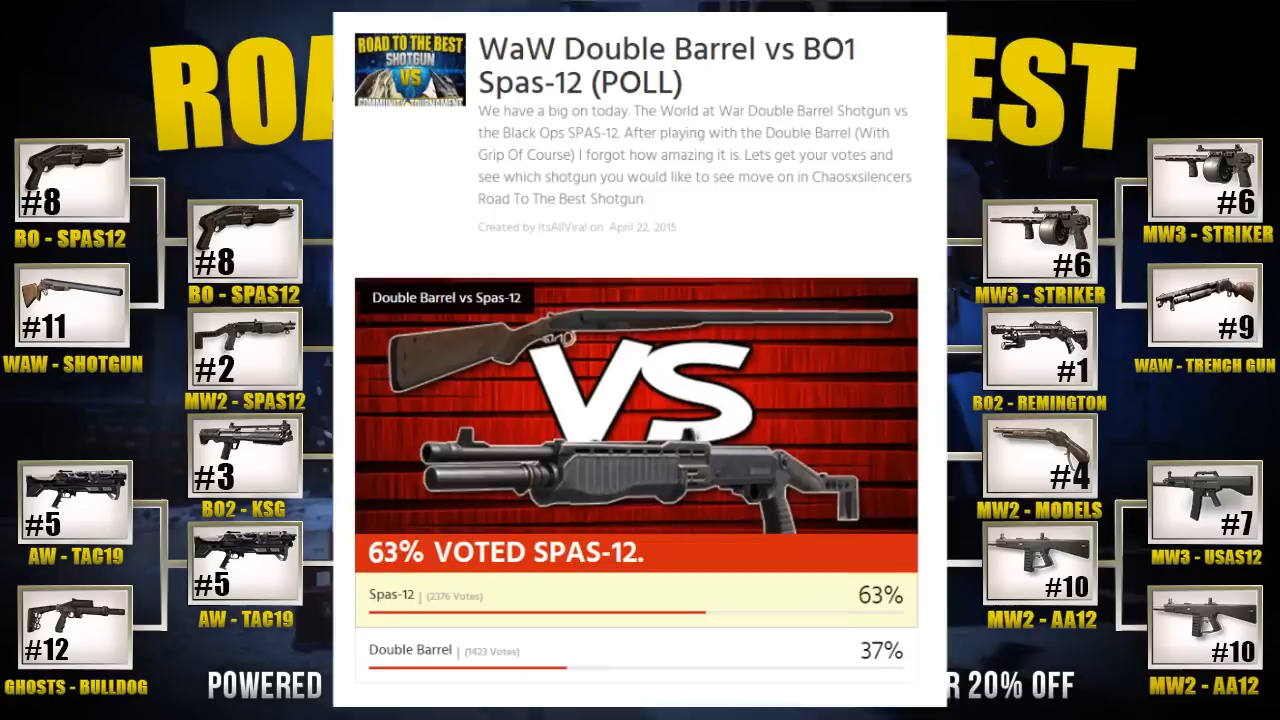 ROA
EST
ROAD TO THE BEST
SHOTGUN
VS
COMMUNITY TOURNAMENT
WaW Double Barrel vs BO1
Spas-12 (POLL)
We have a big on today. The World at War Double Barrel Shotgun vs
the Black Ops SPAS-12. After playing with the Double Barrel (With
Grip Of Course) I forgot how amazing it is. Lets get your votes and
see which shotgun you would like to see move on in Chaosxsilencers
Road To The Best Shotgun.
Created by ItsAllViral on April 22, 2015
Double Barrel vs Spas-12
VS
63% VOTED SPAS-12.
Spas-12 | (2376 Votes) 63%
Double Barrel | (1423 Votes) 37%
#8
BO - SPAS12
#11
WAW - SHOTGUN
#5
AW - TAC19
#12
GHOSTS - BULLDOG
#8
BO - SPAS12
#2
MW2 - SPAS12
#3
BO2 - KSG
#5
AW - TAC19
#6
MW3 - STRIKER
#1
BO2 - REMINGTON
#4
MW2 - MODELS
#10
MW2 - AA12
#6
MW3 - STRIKER
#9
WAW - TRENCH GUN
#7
MW3 - USAS12
#10
MW2 - AA12
POWERED
R 20% OFF